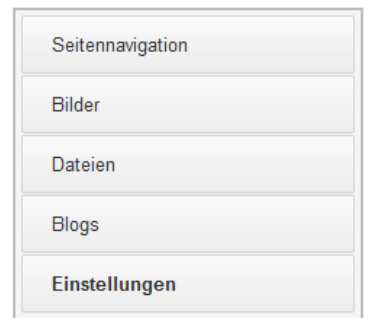 Seitennavigation
Bilder
Dateien
Blogs
Einstellungen